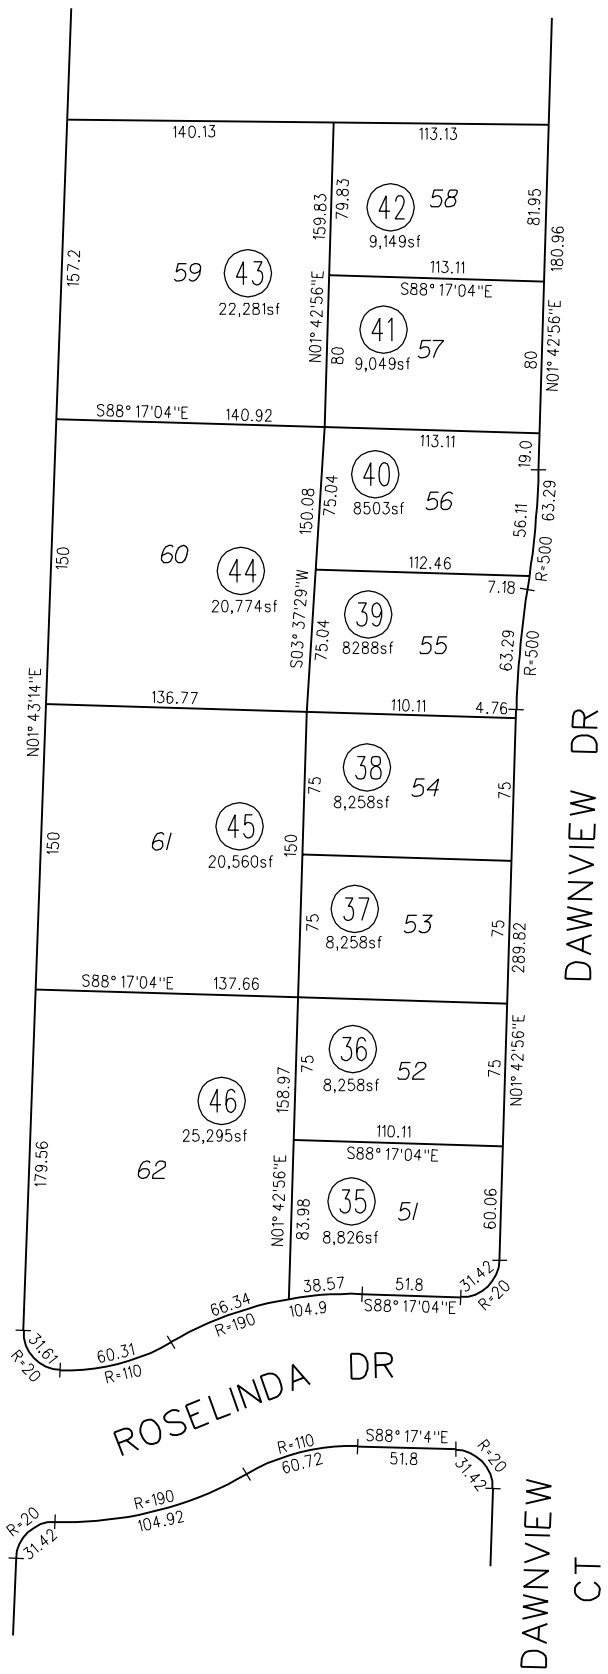 140.13
113.13
157.2
159.83
79.83
42
58
9,149sf
81.95
180.96
59
43
22,281sf
113.11
S88° 17'04"E
N01° 42'56"E
41
57
9,049sf
80
80
N01° 42'56"E
S88° 17'04"E
140.92
113.11
19.0
40
56
8503sf
150.08
75.04
56.11
63.29
150
60
44
20,774sf
112.46
R=500
7.18
S03° 37'29"W
39
55
8288sf
75.04
63.29
R=500
N01° 43'14"E
136.77
110.11
4.76
38
54
8,258sf
75
75
DAWNVIEW DR
150
61
45
20,560sf
150
37
53
8,258sf
75
75
289.82
S88° 17'04"E
137.66
36
52
8,258sf
75
75
N01° 42'56"E
158.97
46
25,295sf
62
179.56
110.11
S88° 17'04"E
N01° 42'56"E
35
51
8,826sf
83.98
60.06
38.57
51.8
31.42
R=20
66.34
104.9
S88° 17'04"E
R=190
31.61
R=20
60.31
R=110
ROSELINDA DR
S88° 17'4"E
51.8
R=110
60.72
R=20
31.42
R=190
104.92
R=20
31.42
DAWNVIEW
CT